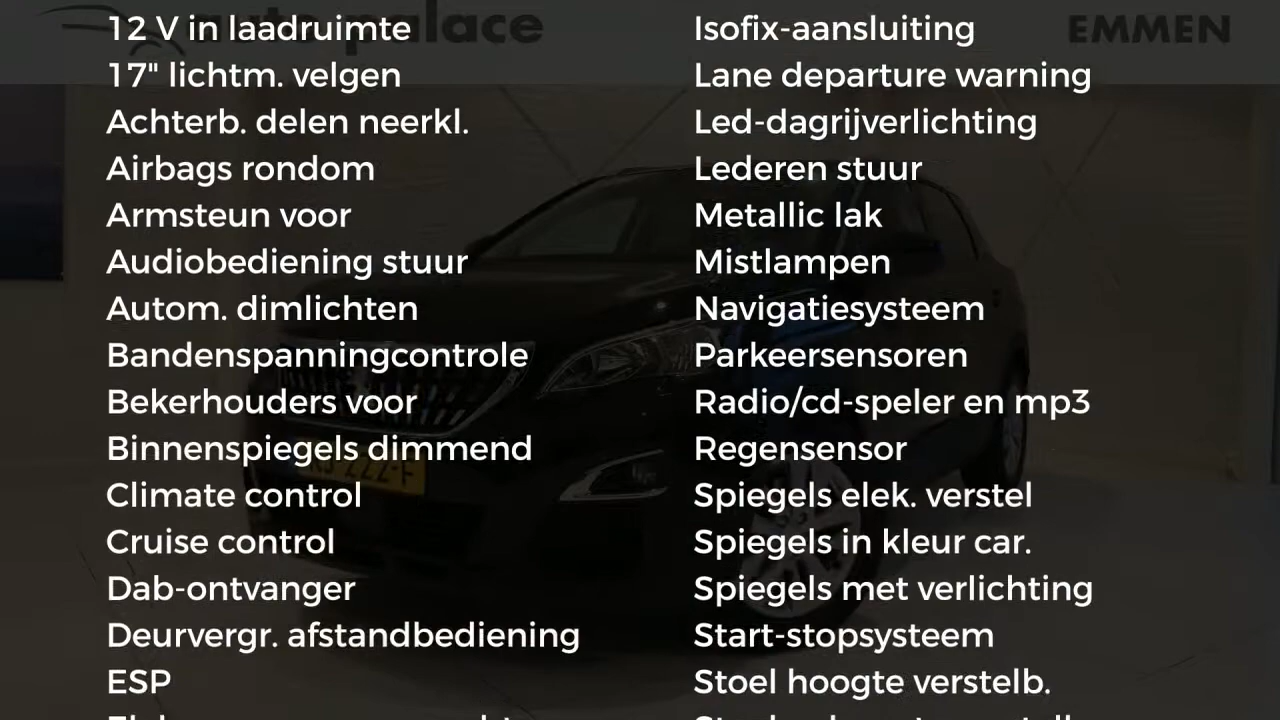 auto palace
EMMEN
12 V in laadruimte
17" lichtm. velgen
Achterb. delen neerkl.
Airbags rondom
Armsteun voor
Audiobediening stuur
Autom. dimlichten
Bandenspanningcontrole
Bekerhouders voor
Binnenspiegels dimmend
Climate control
Cruise control
Dab-ontvanger
Deurvergr. afstandbediening
ESP
Isofix-aansluiting
Lane departure warning
Led-dagrijverlichting
Lederen stuur
Metallic lak
Mistlampen
Navigatiesysteem
Parkeersensoren
Radio/cd-speler en mp3
Regensensor
Spiegels elek. verstel
Spiegels in kleur car.
Spiegels met verlichting
Start-stopsysteem
Stoel hoogte verstelb.